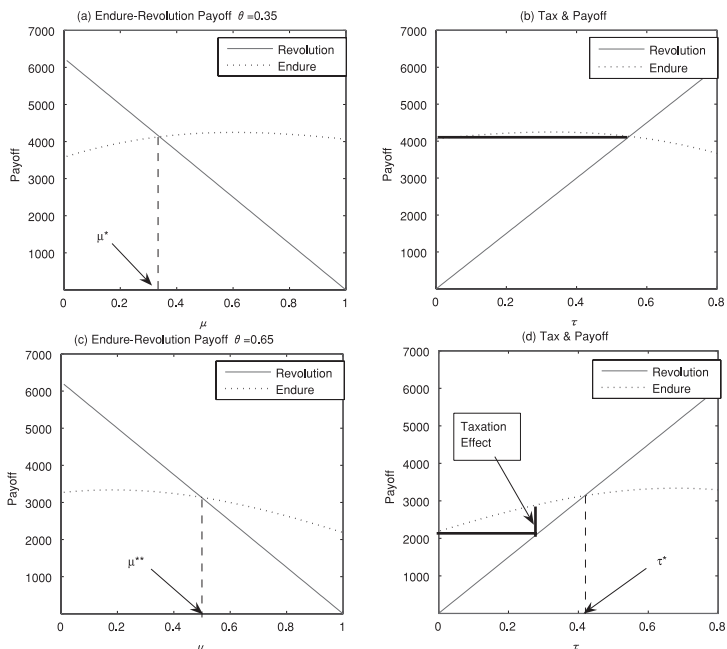 (a) Endure-Revolution Payoff θ =0.35
7000
6000
5000
4000
3000
2000
1000
Payoff
Revolution
Endure
μ*
0 0.2 0.4 0.6 0.8 1
μ
(b) Tax & Payoff
7000
6000
5000
4000
3000
2000
1000
Payoff
Revolution
Endure
0 0.2 0.4 0.6 0.8
τ
(c) Endure-Revolution Payoff θ =0.65
7000
6000
5000
4000
3000
2000
1000
Payoff
Revolution
Endure
μ**
0 0.2 0.4 0.6 0.8 1
μ
(d) Tax & Payoff
7000
6000
5000
4000
3000
2000
1000
Payoff
Revolution
Endure
Taxation
Effect
τ*
0 0.2 0.4 0.6 0.8
τ